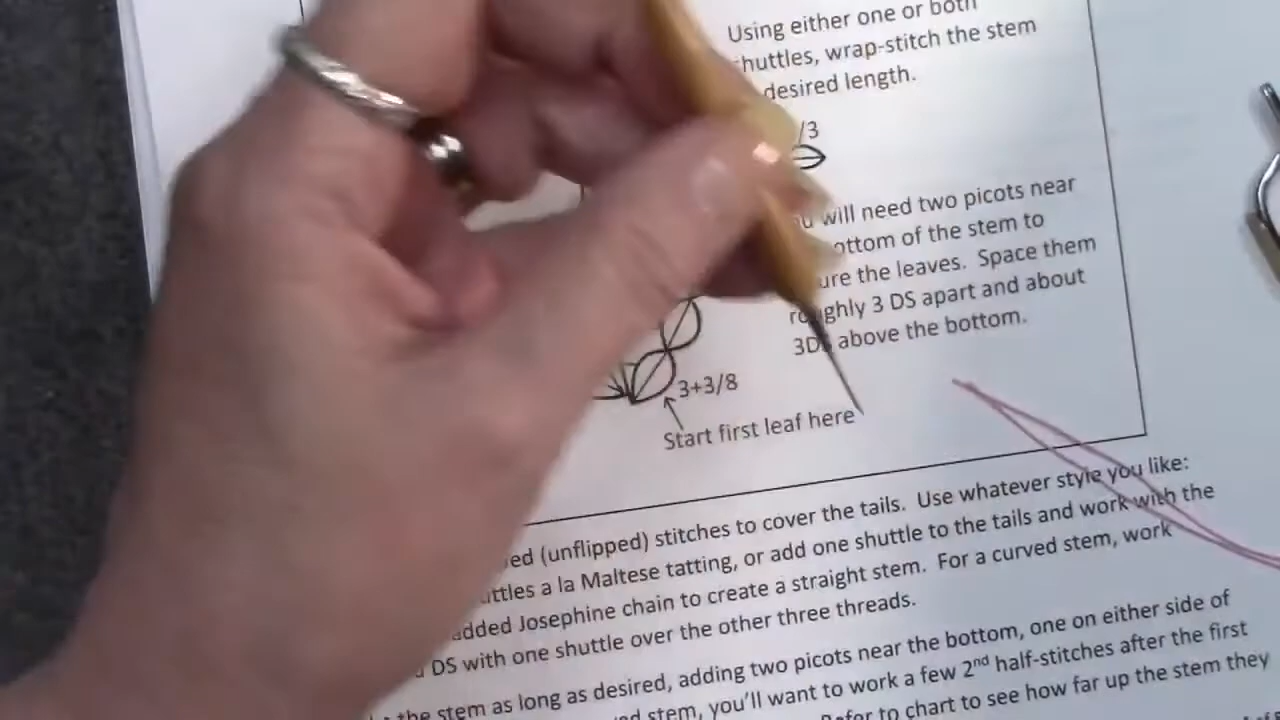 Using either one or both
huttles, wrap-stitch the stem
desired length.
/3
will need two picots near
ottom of the stem to
ure the leaves. Space them
roughly 3 DS apart and about
3DS above the bottom.
3+3/8
Start first leaf here
ed (unflipped) stitches to cover the tails. Use whatever style you like:
uttles a la Maltese tatting, or add one shuttle to the tails and work with the
added Josephine chain to create a straight stem. For a curved stem, work
DS with one shuttle over the other three threads.
the stem as long as desired, adding two picots near the bottom, one on either side of
ed stem, you'll want to work a few 2nd half-stitches after the first
Refer to chart to see how far up the stem they